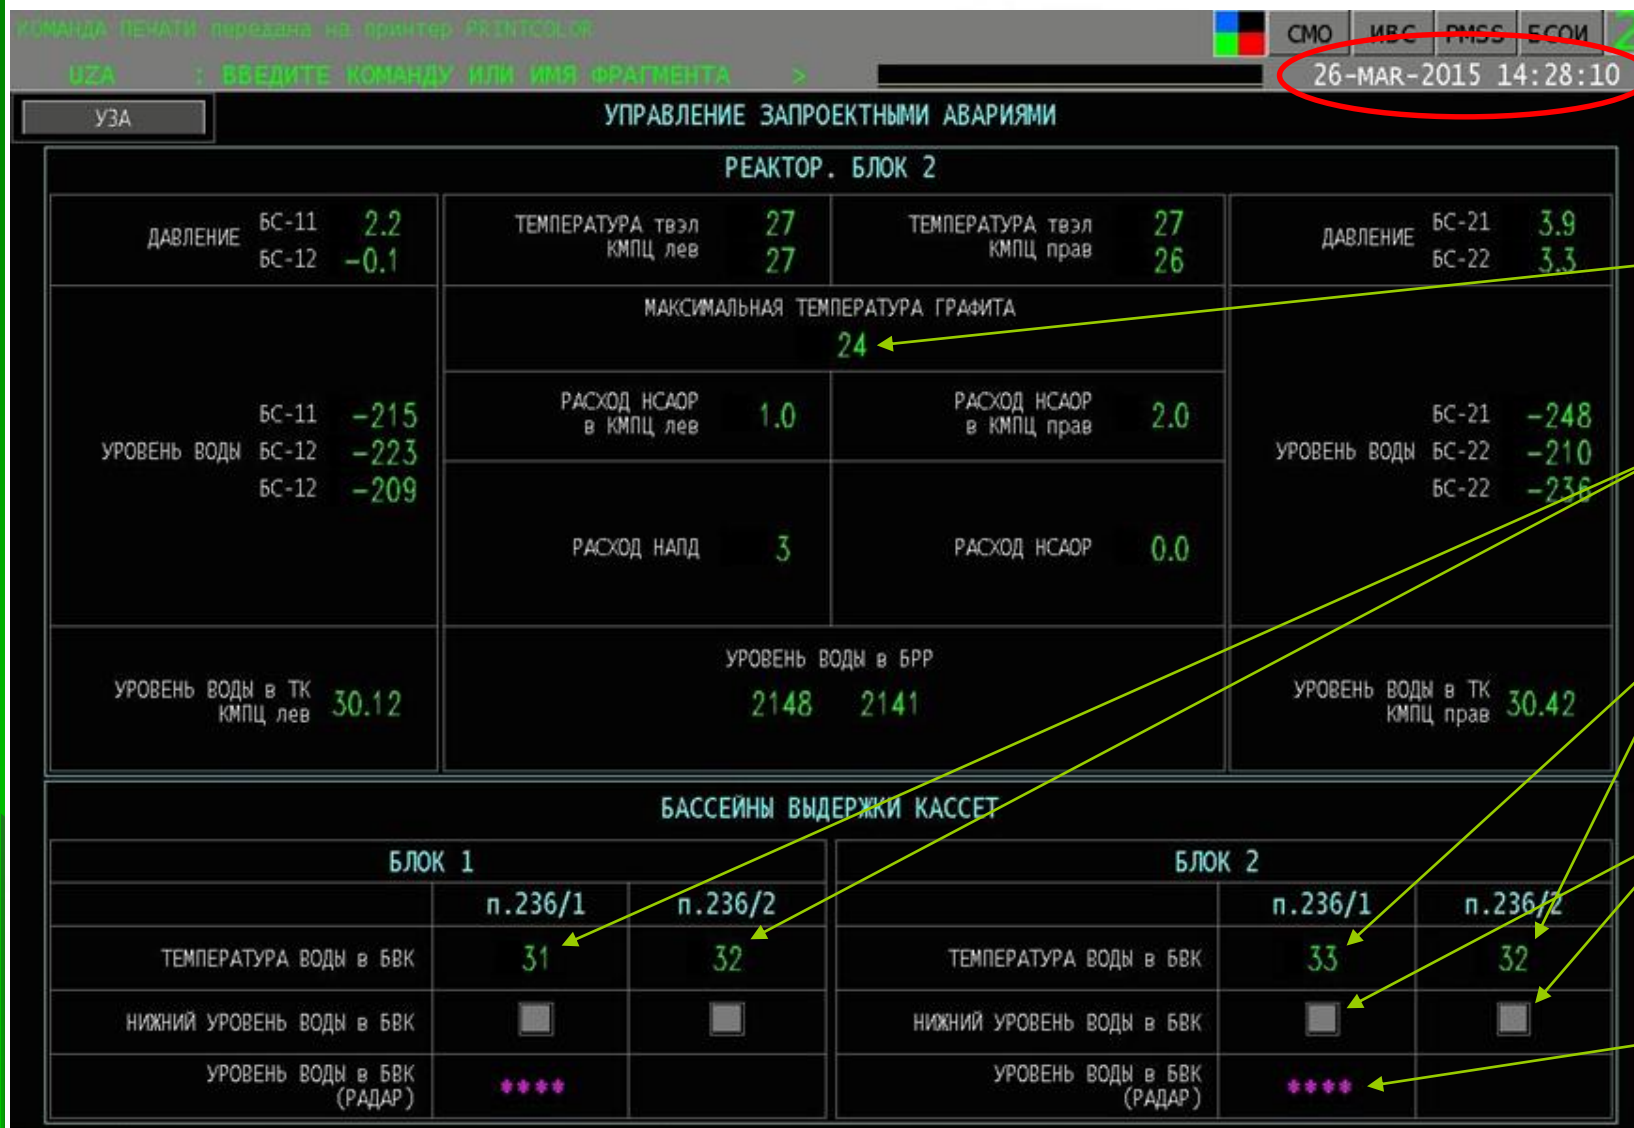 КОМАНДА ПЕЧАТИ передана на принтер PRINTCOLOR
СМО ИВС PMSS БСОИ
UZA : ВВЕДИТЕ КОМАНДУ ИЛИ ИМЯ ФРАГМЕНТА >
26-MAR-2015 14:28:10
УЗА
УПРАВЛЕНИЕ ЗАПРОЕКТНЫМИ АВАРИЯМИ
РЕАКТОР. БЛОК 2
ДАВЛЕНИЕ
БС-11 2.2
БС-12 -0.1
ТЕМПЕРАТУРА твэл 27
КМПЦ лев 27
ТЕМПЕРАТУРА твэл 27
КМПЦ прав 26
ДАВЛЕНИЕ
БС-21 3.9
БС-22 3.3
МАКСИМАЛЬНАЯ ТЕМПЕРАТУРА ГРАФИТА
24
УРОВЕНЬ ВОДЫ
БС-11 -215
БС-12 -223
БС-12 -209
РАСХОД НСАОР
в КМПЦ лев
1.0
РАСХОД НСАОР
в КМПЦ прав
2.0
УРОВЕНЬ ВОДЫ
БС-21 -248
БС-22 -210
БС-22 -236
РАСХОД НАПД 3
РАСХОД НСАОР 0.0
УРОВЕНЬ ВОДЫ в ТК
КМПЦ лев
30.12
УРОВЕНЬ ВОДЫ в БРР
2148 2141
УРОВЕНЬ ВОДЫ в ТК
КМПЦ прав
30.42
БАССЕЙНЫ ВЫДЕРЖКИ КАССЕТ
БЛОК 1
БЛОК 2
п.236/1 п.236/2
п.236/1 п.236/2
ТЕМПЕРАТУРА ВОДЫ в БВК 31 32
ТЕМПЕРАТУРА ВОДЫ в БВК 33 32
НИЖНИЙ УРОВЕНЬ ВОДЫ в БВК
НИЖНИЙ УРОВЕНЬ ВОДЫ в БВК
УРОВЕНЬ ВОДЫ в БВК
(РАДАР)
****
УРОВЕНЬ ВОДЫ в БВК
(РАДАР)
****